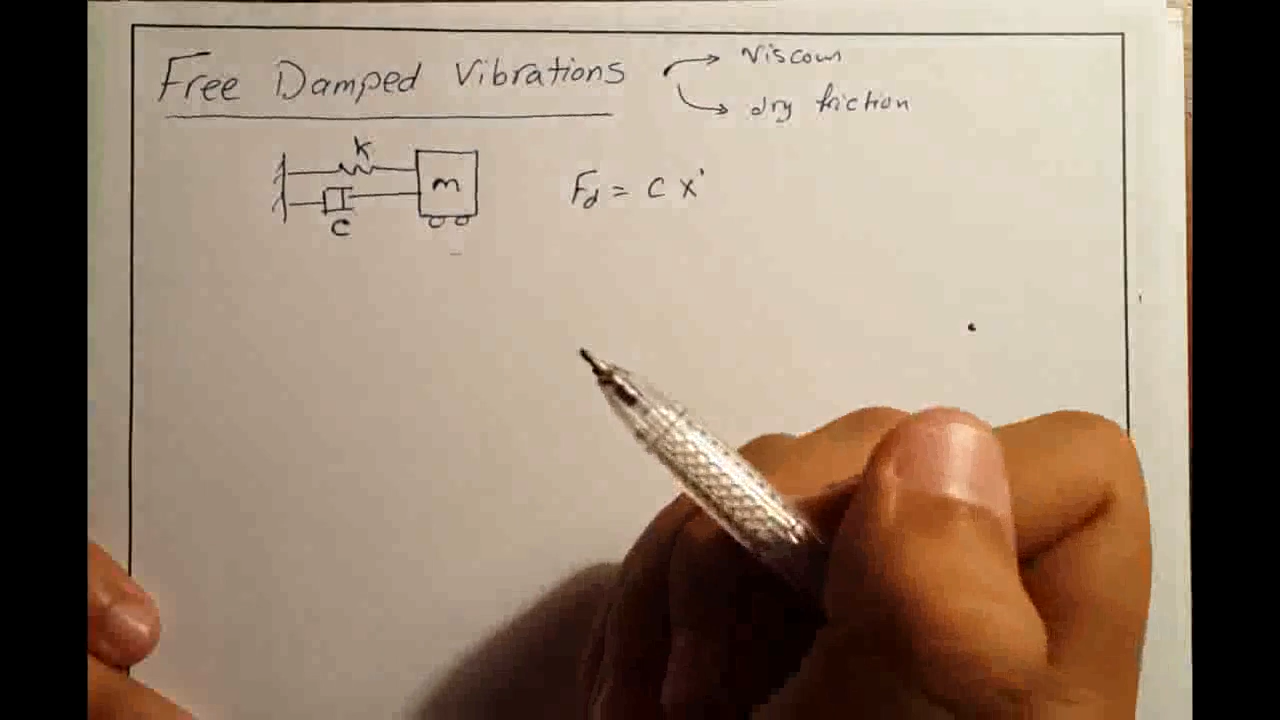 Free Damped Vibrations
Viscous
dry friction
K
m
C
Fd = C x'